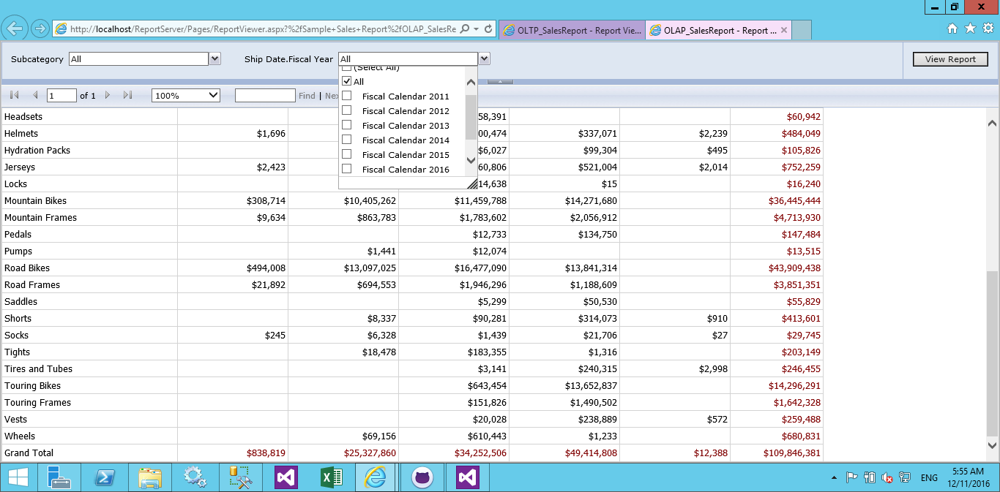 http://localhost/ReportServer/Pages/ReportViewer.aspx?%2fSample+Sales+Report%2fOLAP_SalesRe
OLTP_SalesReport - Report Vie...
OLAP_SalesReport - Report ...
Subcategory All Ship Date.Fiscal Year All View Report
(Select All)
All
Fiscal Calendar 2011
Fiscal Calendar 2012
Fiscal Calendar 2013
Fiscal Calendar 2014
Fiscal Calendar 2015
Fiscal Calendar 2016
1 of 1 100% Find | Nex
Headsets 58,391 $60,942
Helmets $1,696 00,474 $337,071 $2,239 $484,049
Hydration Packs $6,027 $99,304 $495 $105,826
Jerseys $2,423 60,806 $521,004 $2,014 $752,259
Locks 14,638 $15 $16,240
Mountain Bikes $308,714 $10,405,262 $11,459,788 $14,271,680 $36,445,444
Mountain Frames $9,634 $863,783 $1,783,602 $2,056,912 $4,713,930
Pedals $12,733 $134,750 $147,484
Pumps $1,441 $12,074 $13,515
Road Bikes $494,008 $13,097,025 $16,477,090 $13,841,314 $43,909,438
Road Frames $21,892 $694,553 $1,946,296 $1,188,609 $3,851,351
Saddles $5,299 $50,530 $55,829
Shorts $8,337 $90,281 $314,073 $910 $413,601
Socks $245 $6,328 $1,439 $21,706 $27 $29,745
Tights $18,478 $183,355 $1,316 $203,149
Tires and Tubes $3,141 $240,315 $2,998 $246,455
Touring Bikes $643,454 $13,652,837 $14,296,291
Touring Frames $151,826 $1,490,502 $1,642,328
Vests $20,028 $238,889 $572 $259,488
Wheels $69,156 $610,443 $1,233 $680,831
Grand Total $838,819 $25,327,860 $34,252,506 $49,414,808 $12,388 $109,846,381
ENG
5:55 AM
12/11/2016